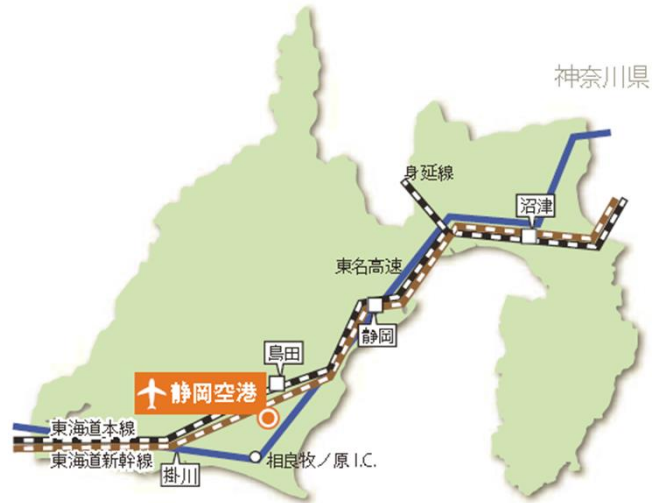 神奈川県
身延線
沼津
東名高速
静岡
島田
静岡空港
東海道本線
東海道新幹線
相良牧ノ原 I.C.
掛川